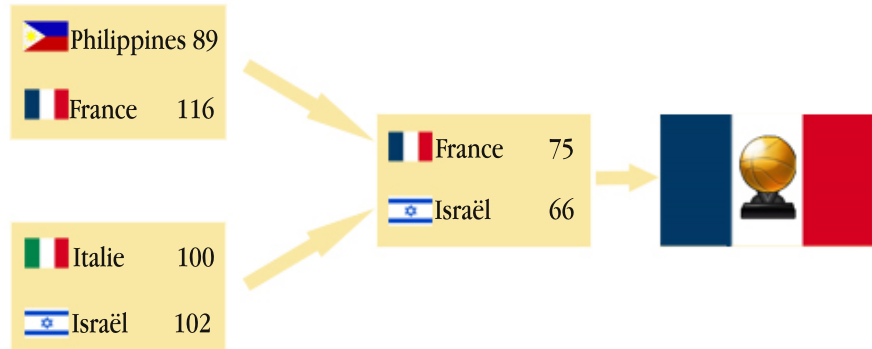 Philippines 89
France 116
France 75
Israël 66
Italie 100
Israël 102